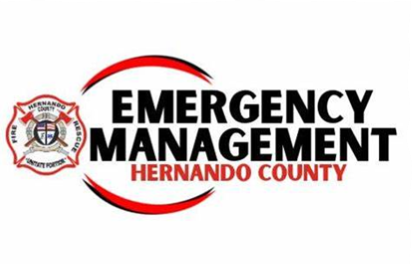 HERNANDO
COUNTY
FIRE
RESCUE
"UNITATE FORTIOR"
EMERGENCY
MANAGEMENT
HERNANDO COUNTY